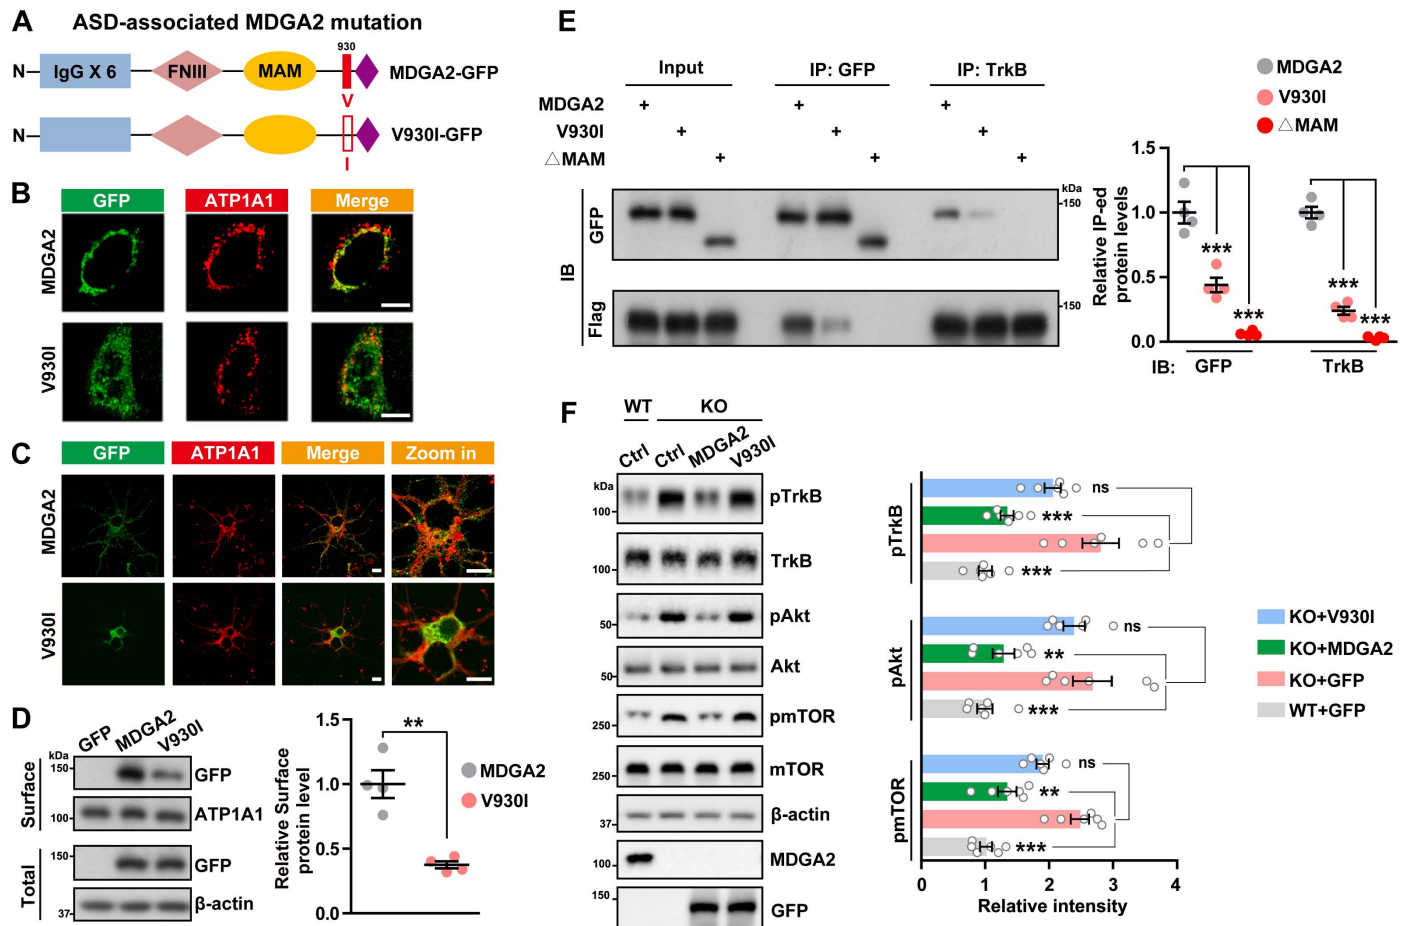 A
ASD-associated MDGA2 mutation
930
N
IgG X 6
FNIII
MAM
MDGA2-GFP
V
N
V930I-GFP
I
B
GFP
ATP1A1
Merge
MDGA2
V930I
C
GFP
ATP1A1
Merge
Zoom in
MDGA2
V930I
D
GFP
MDGA2
V930I
kDa
Surface
150
GFP
100
ATP1A1
Total
150
GFP
37
β-actin
Relative Surface
protein level
1.5
1.0
0.5
0.0
**
MDGA2
V930I
E
Input
IP: GFP
IP: TrkB
MDGA2
+
+
+
V930I
+
+
+
△MAM
+
+
+
kDa
IB
GFP
150
Flag
150
MDGA2
V930I
△MAM
Relative IP-ed
protein levels
1.5
1.0
0.5
0.0
***
***
***
***
IB:
GFP
TrkB
F
WT
KO
Ctrl
Ctrl
MDGA2
V930I
kDa
100
pTrkB
100
TrkB
50
pAkt
50
Akt
250
pmTOR
250
mTOR
37
β-actin
100
MDGA2
150
GFP
pTrkB
ns
***
***
pAkt
ns
**
***
pmTOR
ns
**
***
0
1
2
3
4
Relative intensity
KO+V930I
KO+MDGA2
KO+GFP
WT+GFP